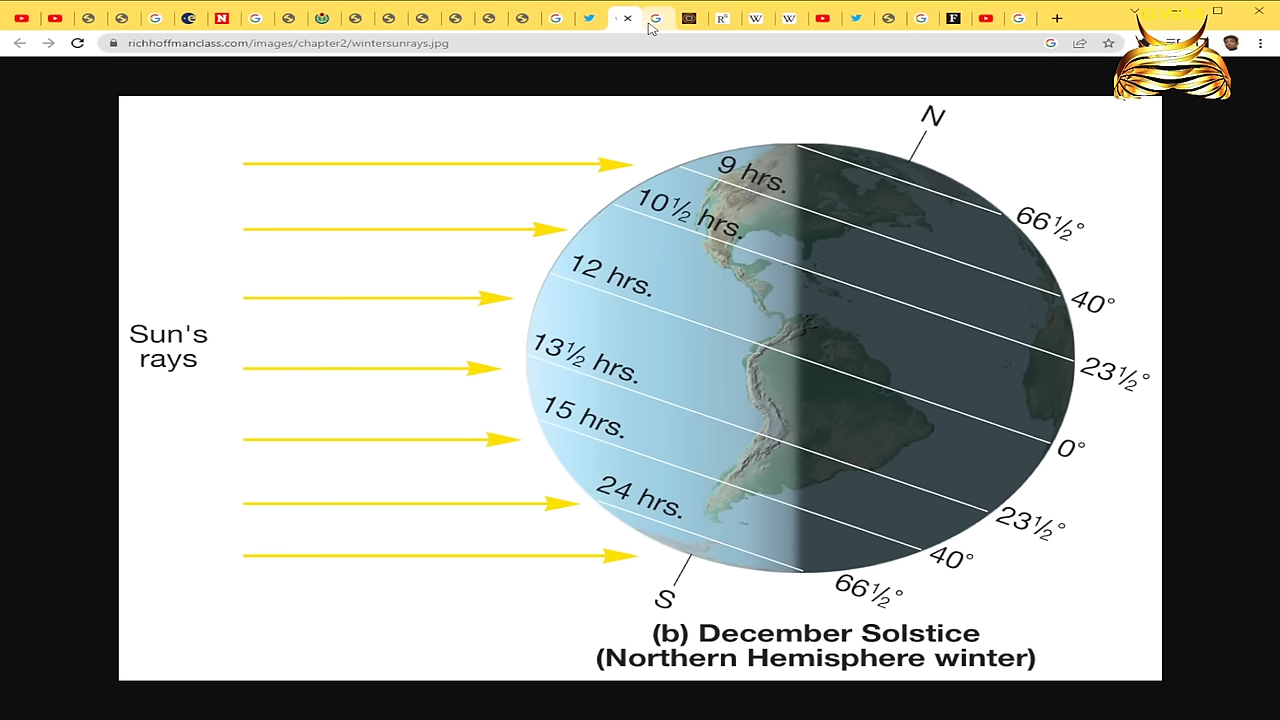 richhoffmanclass.com/images/chapter2/wintersunrays.jpg
N
9 hrs.
66½°
10½ hrs.
12 hrs.
40°
Sun's
rays
13½ hrs.
23½°
15 hrs.
0°
24 hrs.
23½°
40°
66½°
S
(b) December Solstice
(Northern Hemisphere winter)